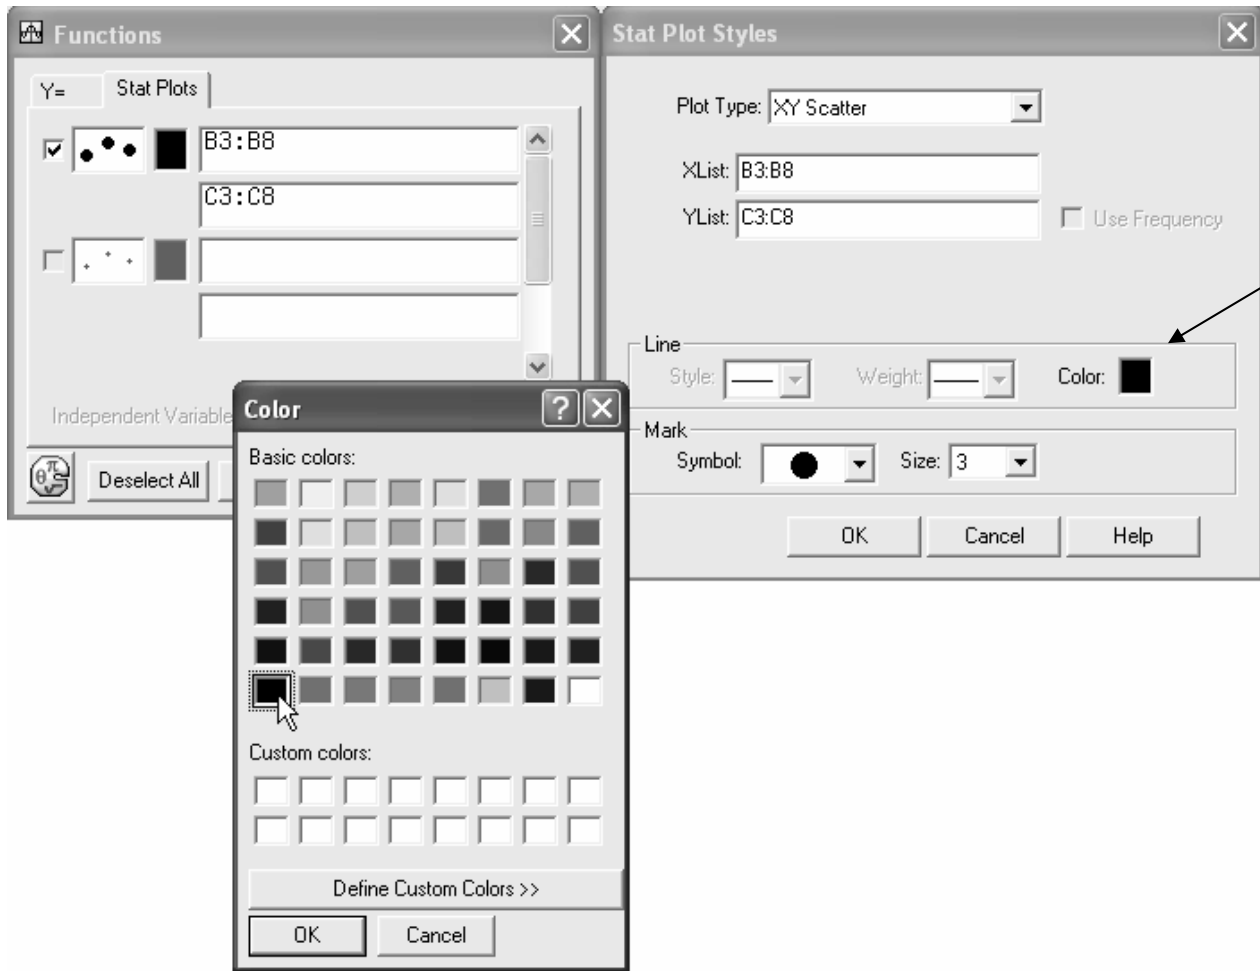 Functions
Y=
Stat Plots
B3:B8
C3:C8
Independent Variable
θπ
Deselect All
Stat Plot Styles
Plot Type: XY Scatter
XList: B3:B8
YList: C3:C8
Use Frequency
Line
Style:
Weight:
Color:
Mark
Symbol:
Size: 3
OK
Cancel
Help
Color
?
Basic colors:
Custom colors:
Define Custom Colors >>
OK
Cancel